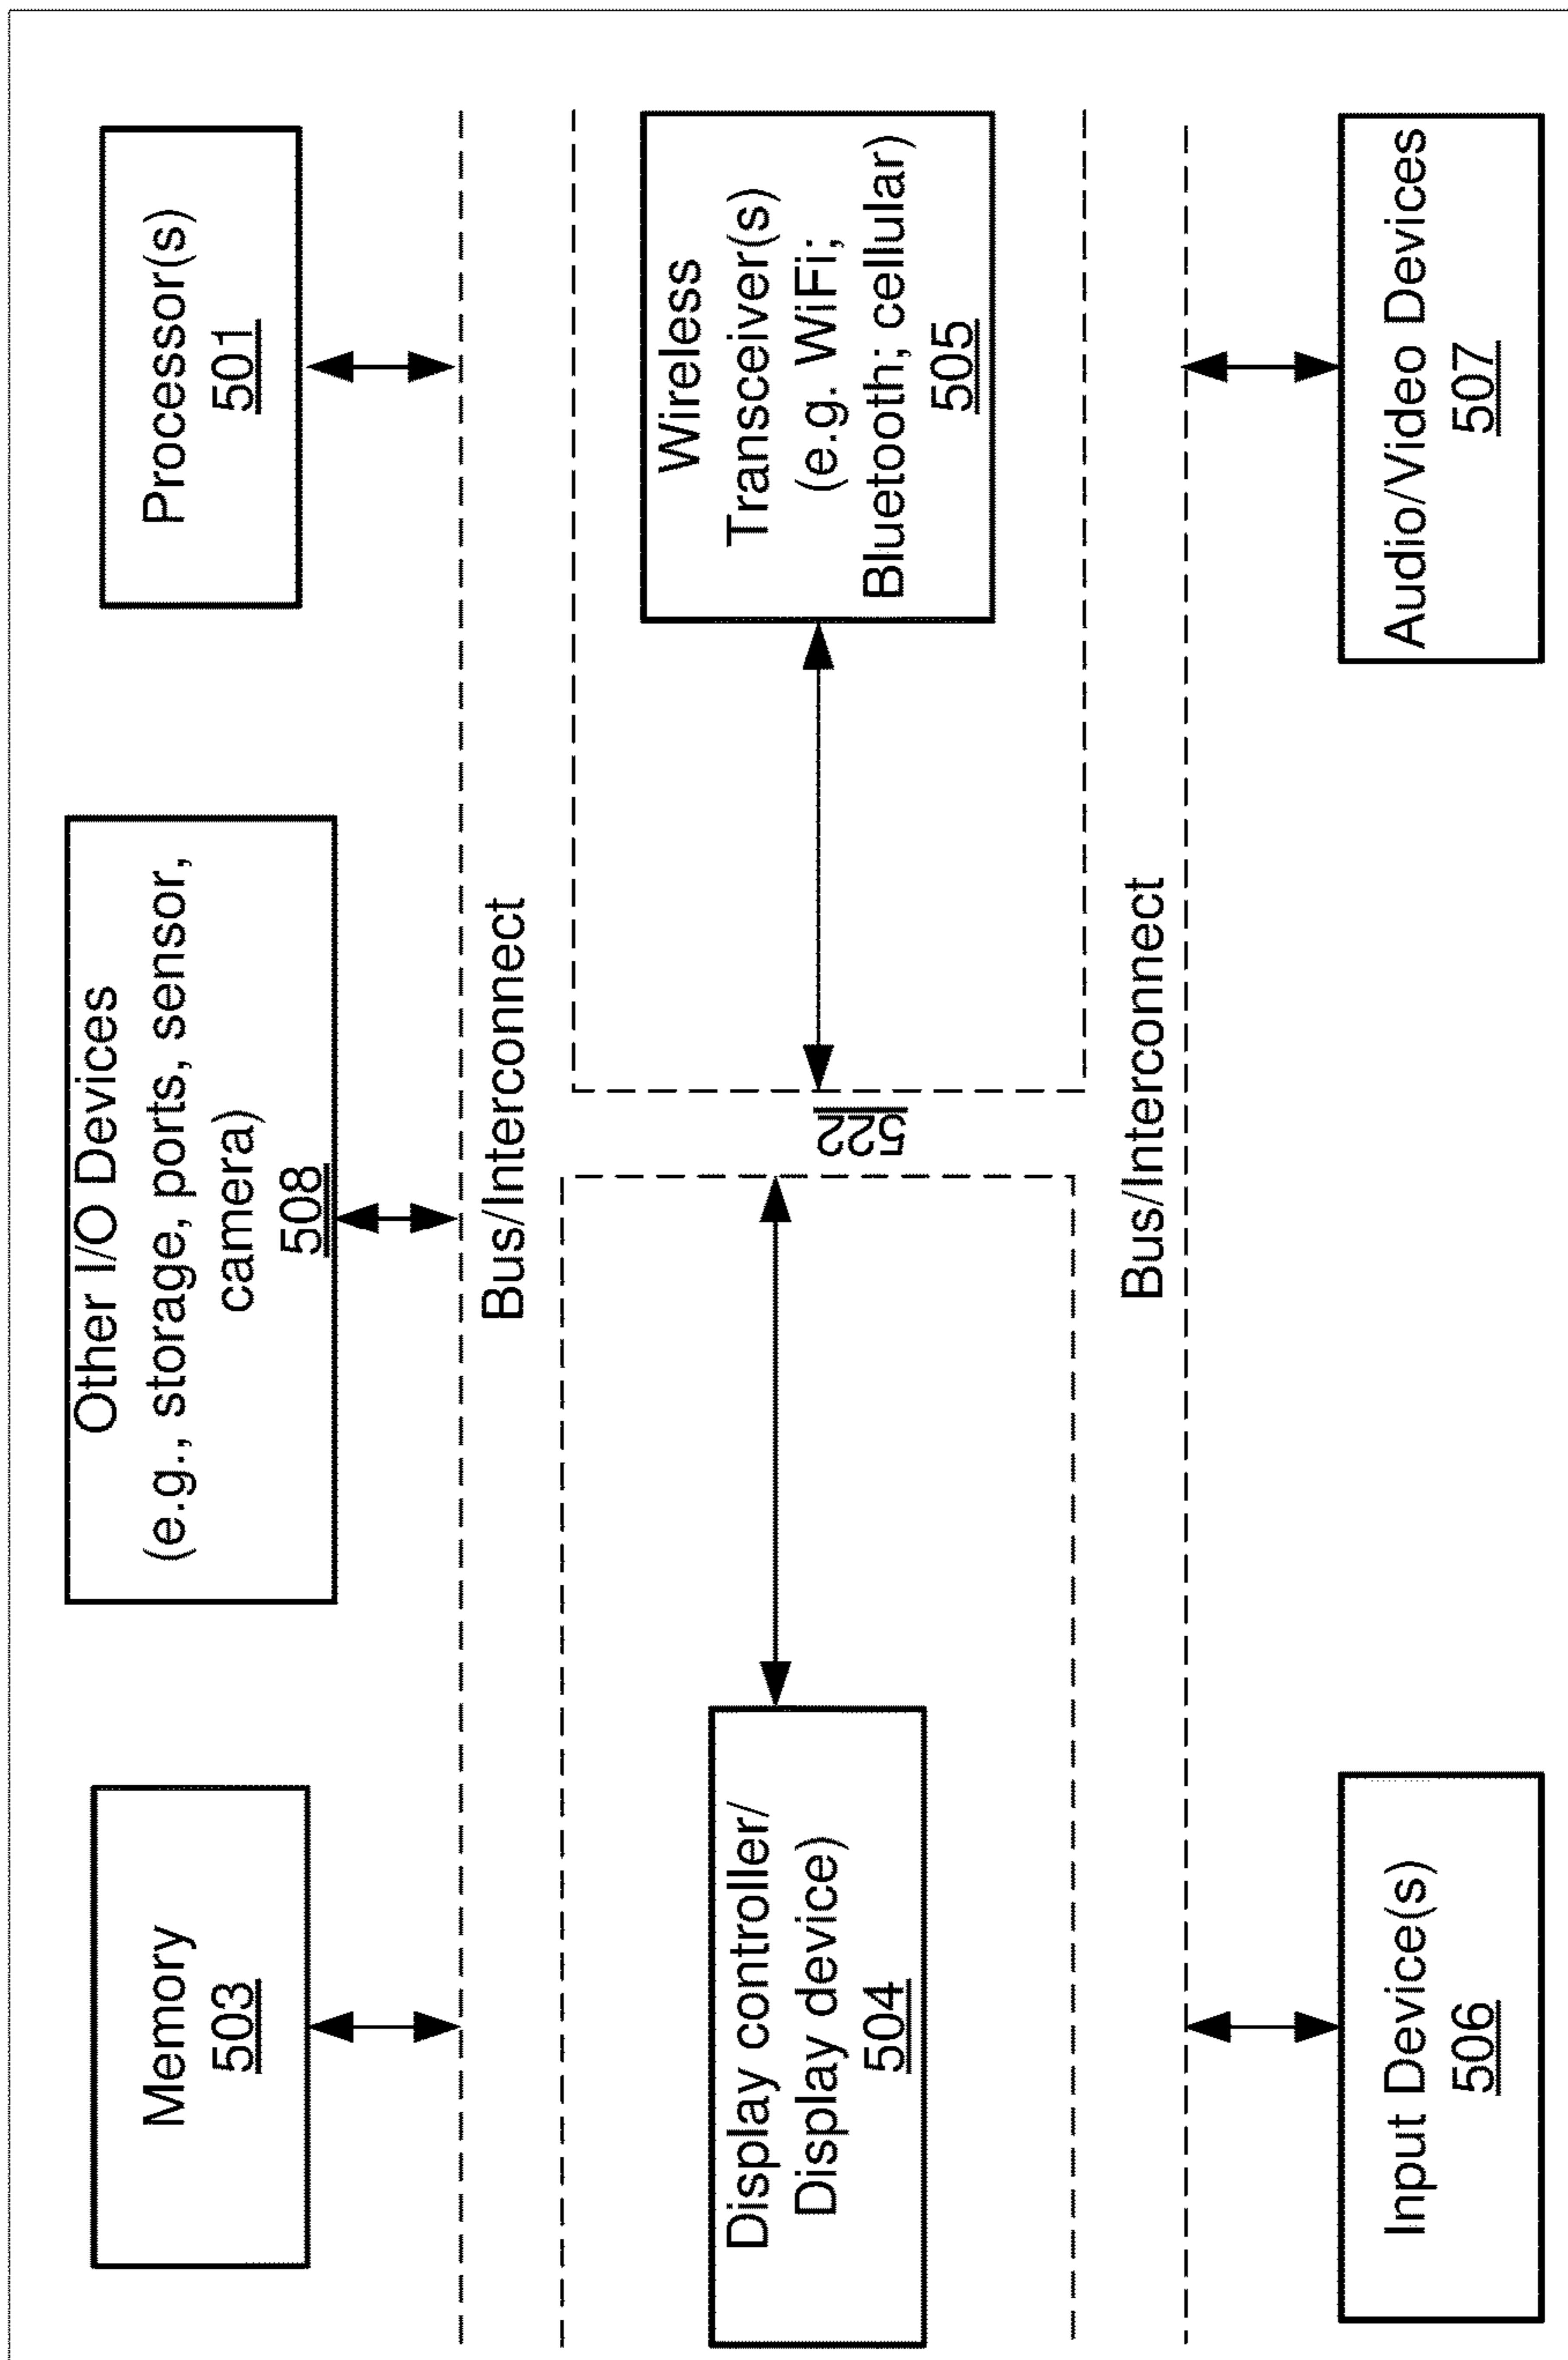 Memory
503
Other I/O Devices
(e.g., storage, ports, sensor,
camera)
508
Processor(s)
501
Bus/Interconnect
Display controller/
Display device)
504
522
Wireless
Transceiver(s)
(e.g. WiFi;
Bluetooth; cellular)
505
Bus/Interconnect
Input Device(s)
506
Audio/Video Devices
507